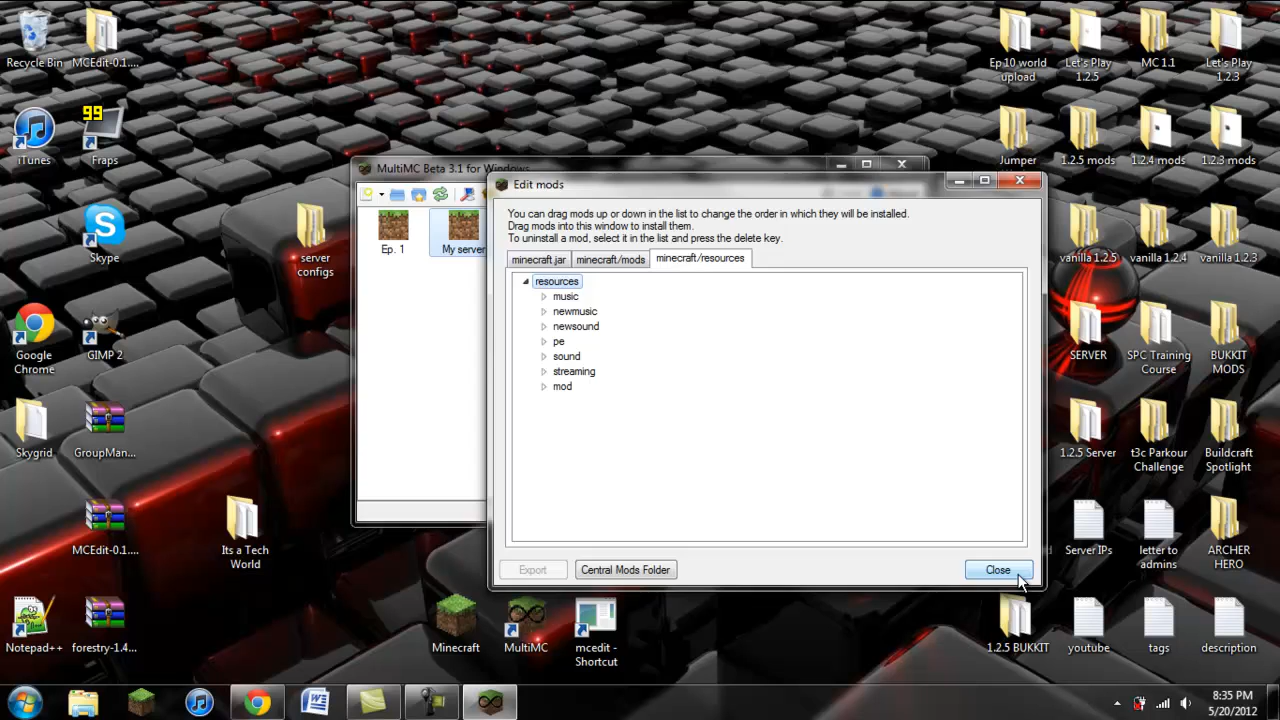 Recycle Bin
MCEdit-0.1....
Ep 10 world
upload
Let's Play
1.2.5
MC 1.1
Let's Play
1.2.3
99
iTunes
Fraps
Jumper
1.2.5 mods
1.2.4 mods
1.2.3 mods
MultiMC Beta 3.1 for Windows
Edit mods
You can drag mods up or down in the list to change the order in which they will be installed.
Drag mods into this window to install them.
To uninstall a mod, select it in the list and press the delete key.
Ep. 1
My server
minecraft.jar
minecraft/mods
minecraft/resources
resources
music
newmusic
newsound
pe
sound
streaming
mod
Export
Central Mods Folder
Close
Skype
server
configs
vanilla 1.2.5
vanilla 1.2.4
vanilla 1.2.3
Google
Chrome
GIMP 2
SERVER
SPC Training
Course
BUKKIT
MODS
Skygrid
GroupMan...
1.2.5 Server
t3c Parkour
Challenge
Buildcraft
Spotlight
MCEdit-0.1....
Its a Tech
World
Server IPs
letter to
admins
ARCHER
HERO
Notepad++
forestry-1.4...
Minecraft
MultiMC
mcedit -
Shortcut
1.2.5 BUKKIT
youtube
tags
description
8:35 PM
5/20/2012